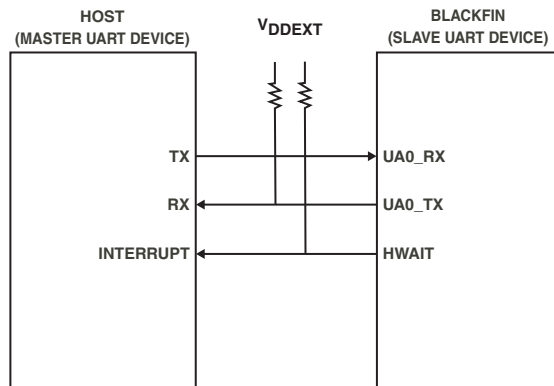 HOST
(MASTER UART DEVICE)
VDDEXT
BLACKFIN
(SLAVE UART DEVICE)
TX
UA0_RX
RX
UA0_TX
INTERRUPT
HWAIT